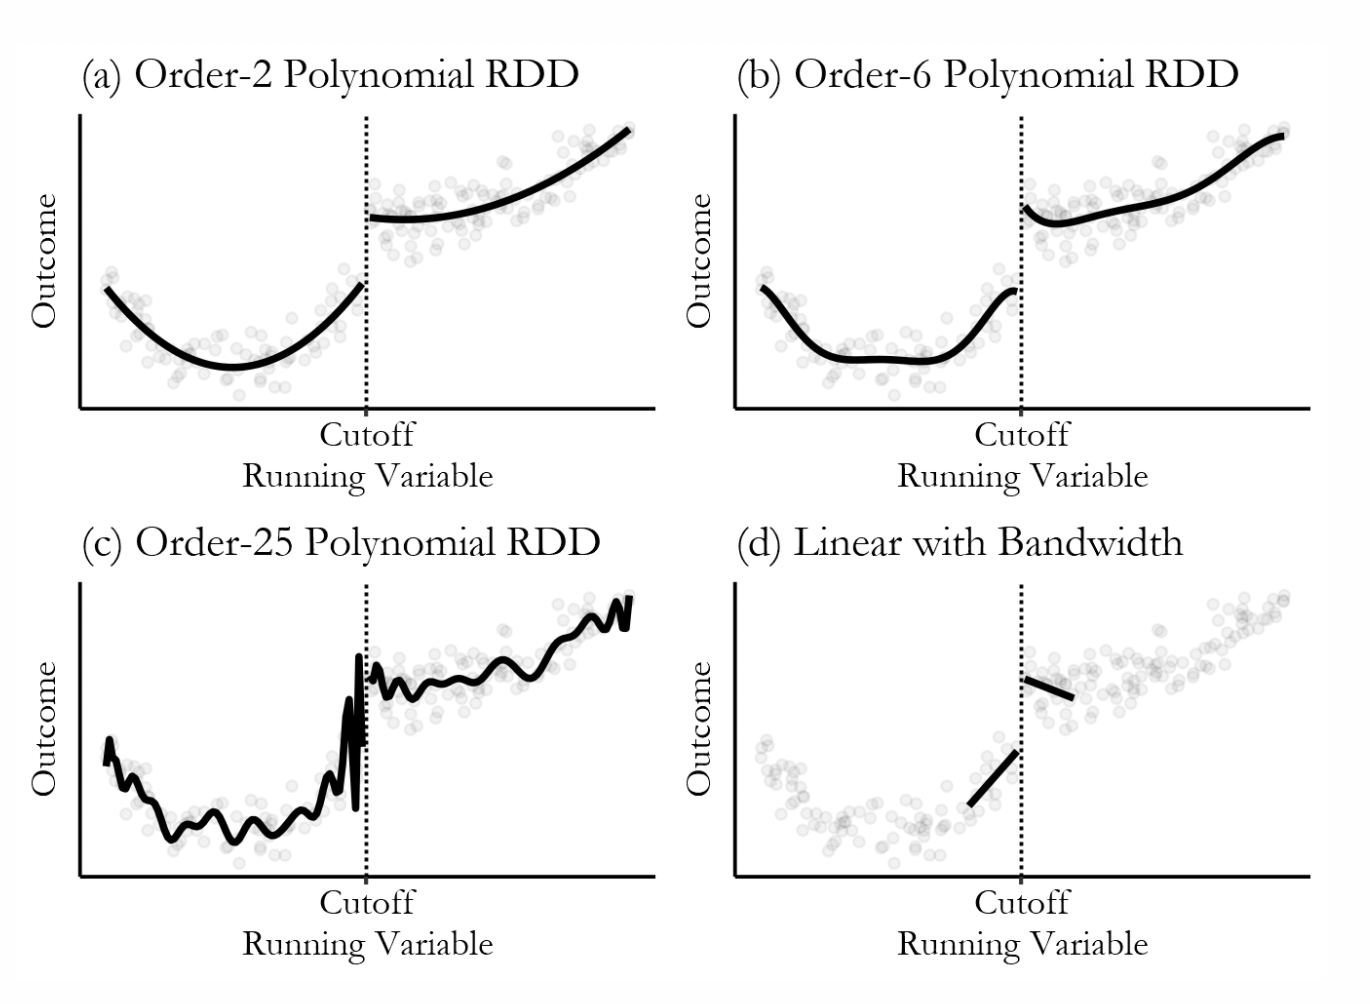 (a) Order-2 Polynomial RDD
Outcome
Cutoff
Running Variable
(b) Order-6 Polynomial RDD
Outcome
Cutoff
Running Variable
(c) Order-25 Polynomial RDD
Outcome
Cutoff
Running Variable
(d) Linear with Bandwidth
Outcome
Cutoff
Running Variable